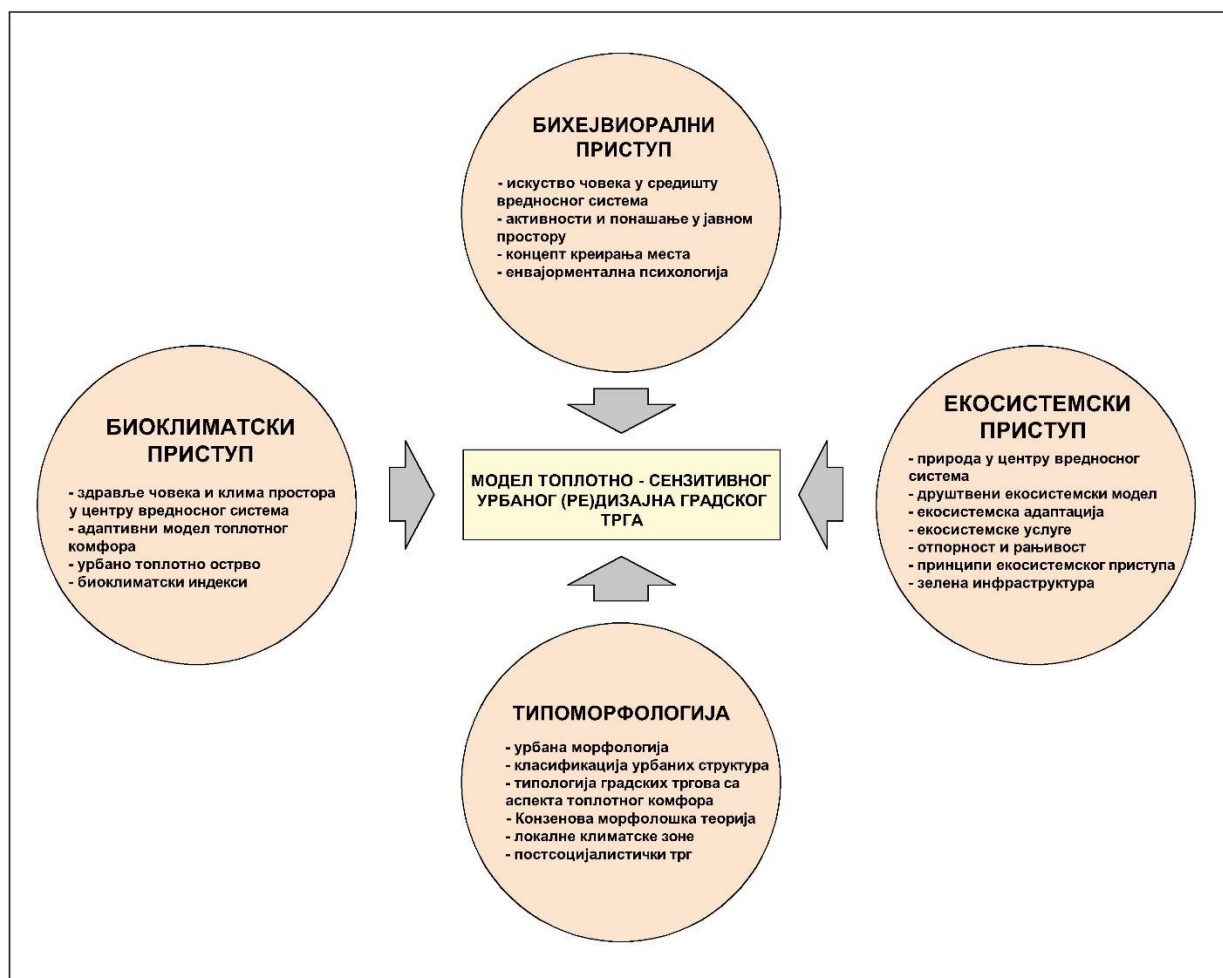 БИХЕЈВИОРАЛНИ
ПРИСТУП
- искуство човека у средишту
вредносног система
- активности и понашање у јавном
простору
- концепт креирања места
- енвајорментална психологија
БИОКЛИМАТСКИ
ПРИСТУП
- здравље човека и клима простора
у центру вредносног система
- адаптивни модел топлотног
комфора
- урбано топлотно острво
- биоклиматски индекси
МОДЕЛ ТОПЛОТНО - СЕНЗИТИВНОГ
УРБАНОГ (РЕ)ДИЗАЈНА ГРАДСКОГ
ТРГА
ЕКОСИСТЕМСКИ
ПРИСТУП
- природа у центру вредносног
система
- друштвени екосистемски модел
- екосистемска адаптација
- екосистемске услуге
- отпорност и рањивост
- принципи екосистемског приступа
- зелена инфраструктура
ТИПОМОРФОЛОГИЈА
- урбана морфологија
- класификација урбаних структура
- типологија градских тргова са
аспекта топлотног комфора
- Конзенова морфолошка теорија
- локалне климатске зоне
- постсоцијалистички трг